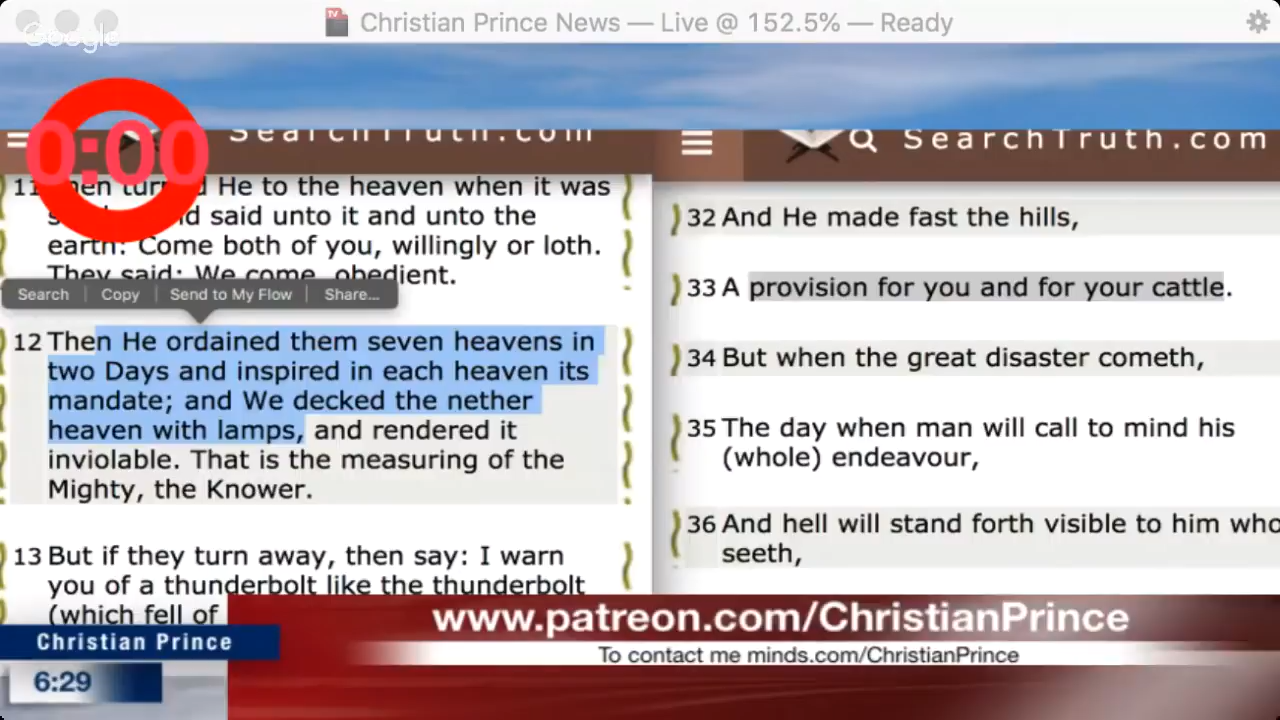 Christian Prince News — Live @ 152.5% — Ready
Google
0:00
SearchTruth.com
11 Then turned He to the heaven when it was
and said unto it and unto the
earth: Come both of you, willingly or loth.
They said: We come, obedient.
Search Copy Send to My Flow Share...
12 Then He ordained them seven heavens in
two Days and inspired in each heaven its
mandate; and We decked the nether
heaven with lamps, and rendered it
inviolable. That is the measuring of the
Mighty, the Knower.
13 But if they turn away, then say: I warn
you of a thunderbolt like the thunderbolt
(which fell of
SearchTruth.com
32 And He made fast the hills,
33 A provision for you and for your cattle.
34 But when the great disaster cometh,
35 The day when man will call to mind his
(whole) endeavour,
36 And hell will stand forth visible to him who
seeth,
www.patreon.com/ChristianPrince
To contact me minds.com/ChristianPrince
Christian Prince
6:29